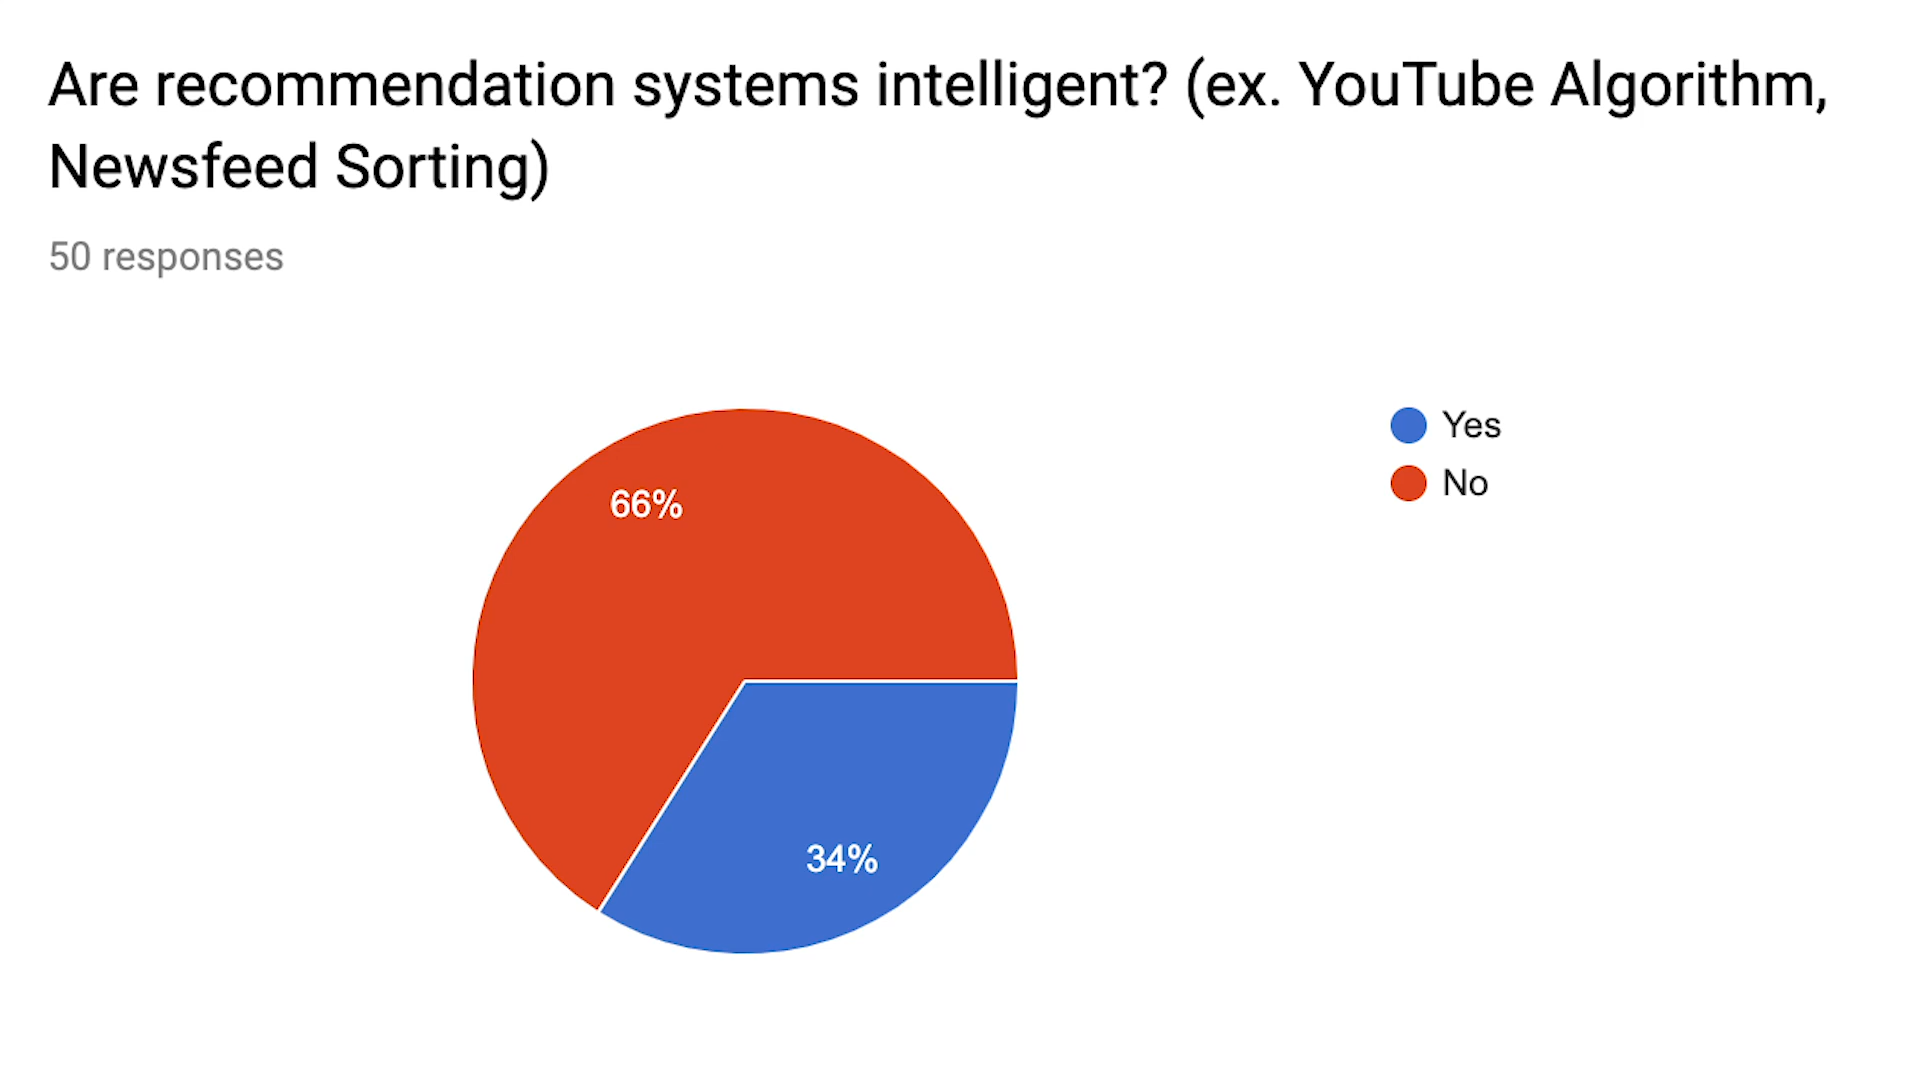 Are recommendation systems intelligent? (ex. YouTube Algorithm,
Newsfeed Sorting)
50 responses
Yes
No
66%
34%